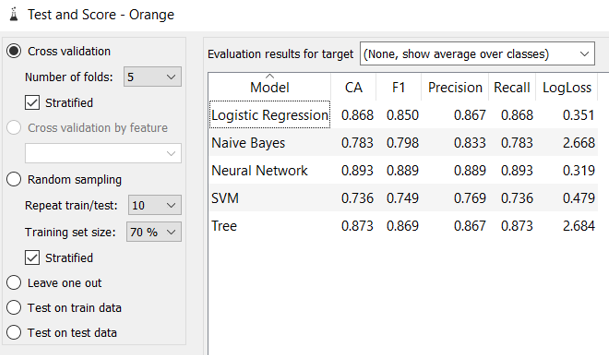 Test and Score - Orange
Cross validation
Number of folds: 5
Stratified
Cross validation by feature
Random sampling
Repeat train/test: 10
Training set size: 70 %
Stratified
Leave one out
Test on train data
Test on test data
Evaluation results for target (None, show average over classes)
Model CA F1 Precision Recall LogLoss
Logistic Regression 0.868 0.850 0.867 0.868 0.351
Naive Bayes 0.783 0.798 0.833 0.783 2.668
Neural Network 0.893 0.889 0.889 0.893 0.319
SVM 0.736 0.749 0.769 0.736 0.479
Tree 0.873 0.869 0.867 0.873 2.684